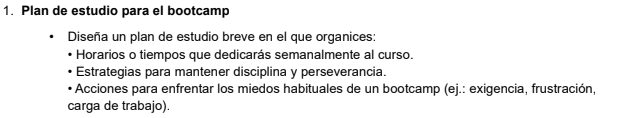 1. Plan de estudio para el bootcamp
• Diseña un plan de estudio breve en el que organices:
• Horarios o tiempos que dedicarás semanalmente al curso.
• Estrategias para mantener disciplina y perseverancia.
• Acciones para enfrentar los miedos habituales de un bootcamp (ej.: exigencia, frustración,
carga de trabajo).